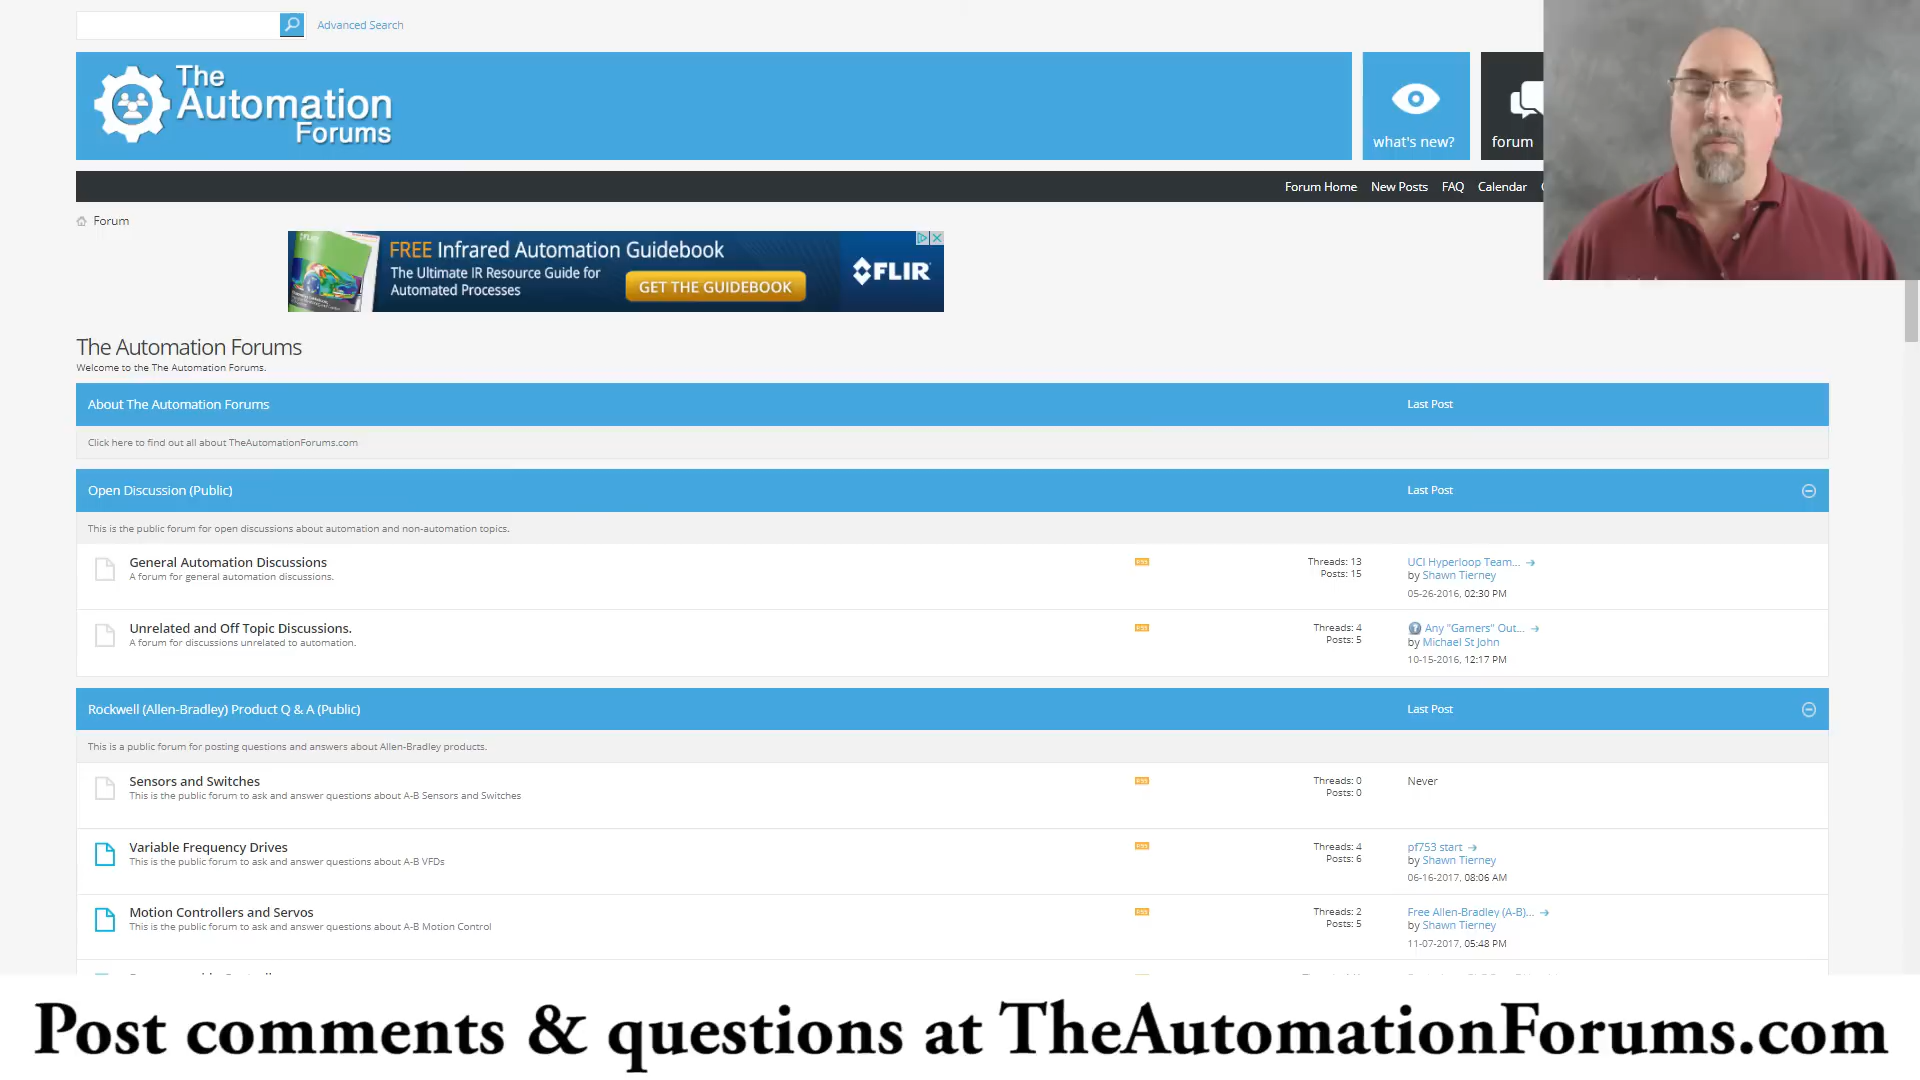 Advanced Search
The
Automation
Forums
what's new?
forum
Forum Home New Posts FAQ Calendar
Forum
FREE Infrared Automation Guidebook
The Ultimate IR Resource Guide for
Automated Processes
GET THE GUIDEBOOK
FLIR
The Automation Forums
Welcome to the The Automation Forums.
About The Automation Forums Last Post
Click here to find out all about TheAutomationForums.com
Open Discussion (Public) Last Post
This is the public forum for open discussions about automation and non-automation topics.
General Automation Discussions
A forum for general automation discussions.
RSS
Threads: 13
Posts: 15
UCI Hyperloop Team...
by Shawn Tierney
05-26-2016, 02:30 PM
Unrelated and Off Topic Discussions.
A forum for discussions unrelated to automation.
RSS
Threads: 4
Posts: 5
Any "Gamers" Out...
by Michael St John
10-15-2016, 12:17 PM
Rockwell (Allen-Bradley) Product Q & A (Public) Last Post
This is a public forum for posting questions and answers about Allen-Bradley products.
Sensors and Switches
This is the public forum to ask and answer questions about A-B Sensors and Switches
RSS
Threads: 0
Posts: 0
Never
Variable Frequency Drives
This is the public forum to ask and answer questions about A-B VFDs
RSS
Threads: 4
Posts: 6
pf753 start
by Shawn Tierney
06-16-2017, 08:06 AM
Motion Controllers and Servos
This is the public forum to ask and answer questions about A-B Motion Control
RSS
Threads: 2
Posts: 5
Free Allen-Bradley (A-B)...
by Shawn Tierney
11-07-2017, 05:48 PM
Post comments & questions at TheAutomationForums.com